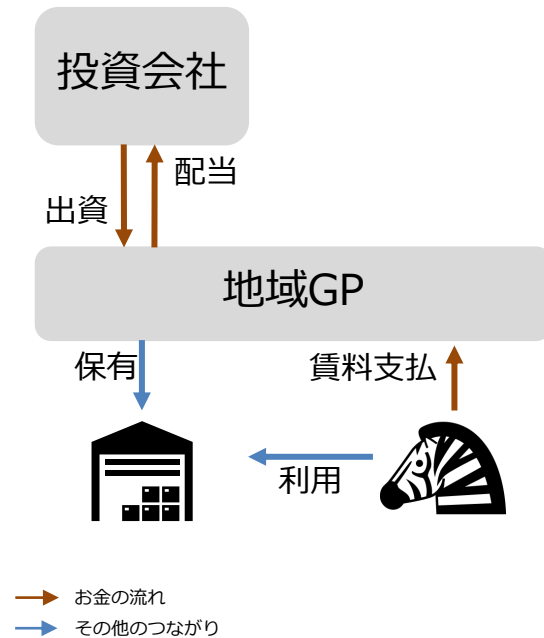 投資会社
配当
出資
地域GP
保有
賃料支払
利用
お金の流れ
その他のつながり